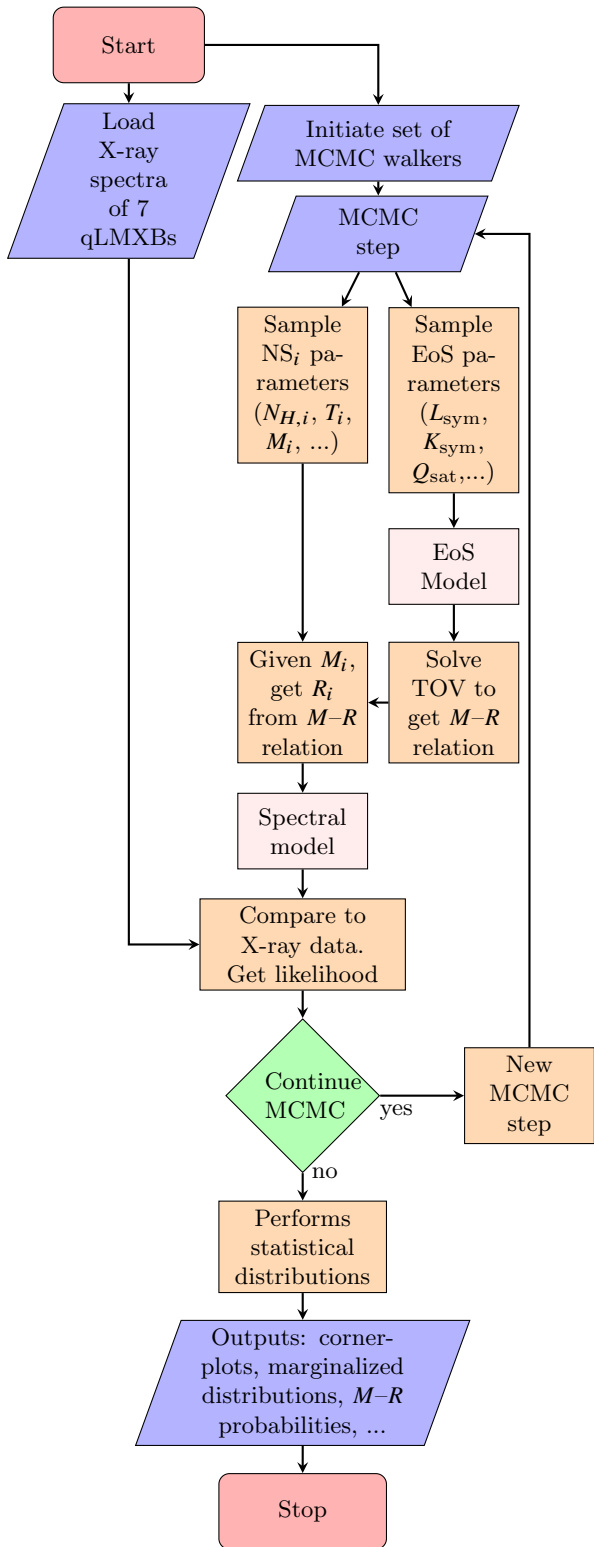 Start
Load
X-ray
spectra
of 7
qLMXBs
Initiate set of
MCMC walkers
MCMC
step
Sample
NS𝑖 pa-
rameters
(N_{H,i}, T_i,
M_i, ...)
Sample
EoS pa-
rameters
(L_sym,
K_sym,
Q_sat,...)
EoS
Model
Given M_i,
get R_i
from M–R
relation
Solve
TOV to
get M–R
relation
Spectral
model
Compare to
X-ray data.
Get likelihood
Continue
MCMC
yes
New
MCMC
step
no
Performs
statistical
distributions
Outputs: corner-
plots, marginalized
distributions, M–R
probabilities, ...
Stop